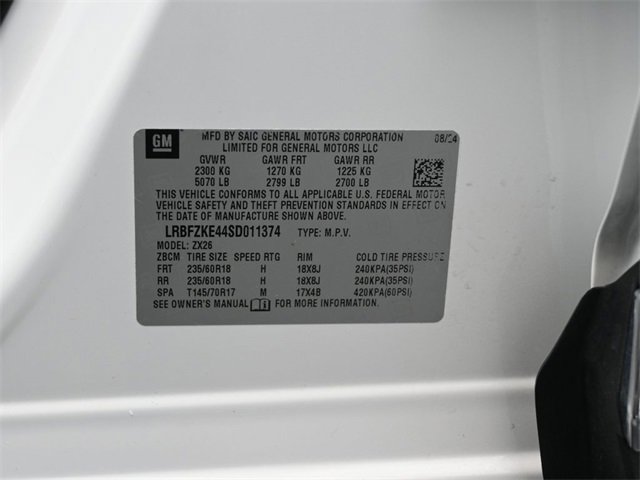 GM
MFD BY SAIC GENERAL MOTORS CORPORATION 08/24
LIMITED FOR GENERAL MOTORS LLC
GVWR GAWR FRT GAWR RR
2300 KG 1270 KG 1225 KG
5070 LB 2799 LB 2700 LB
THIS VEHICLE CONFORMS TO ALL APPLICABLE U.S. FEDERAL MOTOR
VEHICLE SAFETY AND THEFT PREVENTION STANDARDS IN EFFECT ON
THE DATE OF MANUFACTURE SHOWN ABOVE.
LRBFZKE44SD011374 TYPE: M.P.V.
MODEL: ZX26
ZBCM TIRE SIZE SPEED RTG RIM COLD TIRE PRESSURE
FRT 235/60R18 H 18X8J 240KPA(35PSI)
RR 235/60R18 H 18X8J 240KPA(35PSI)
SPA T145/70R17 M 17X4B 420KPA(60PSI)
SEE OWNER'S MANUAL FOR MORE INFORMATION.